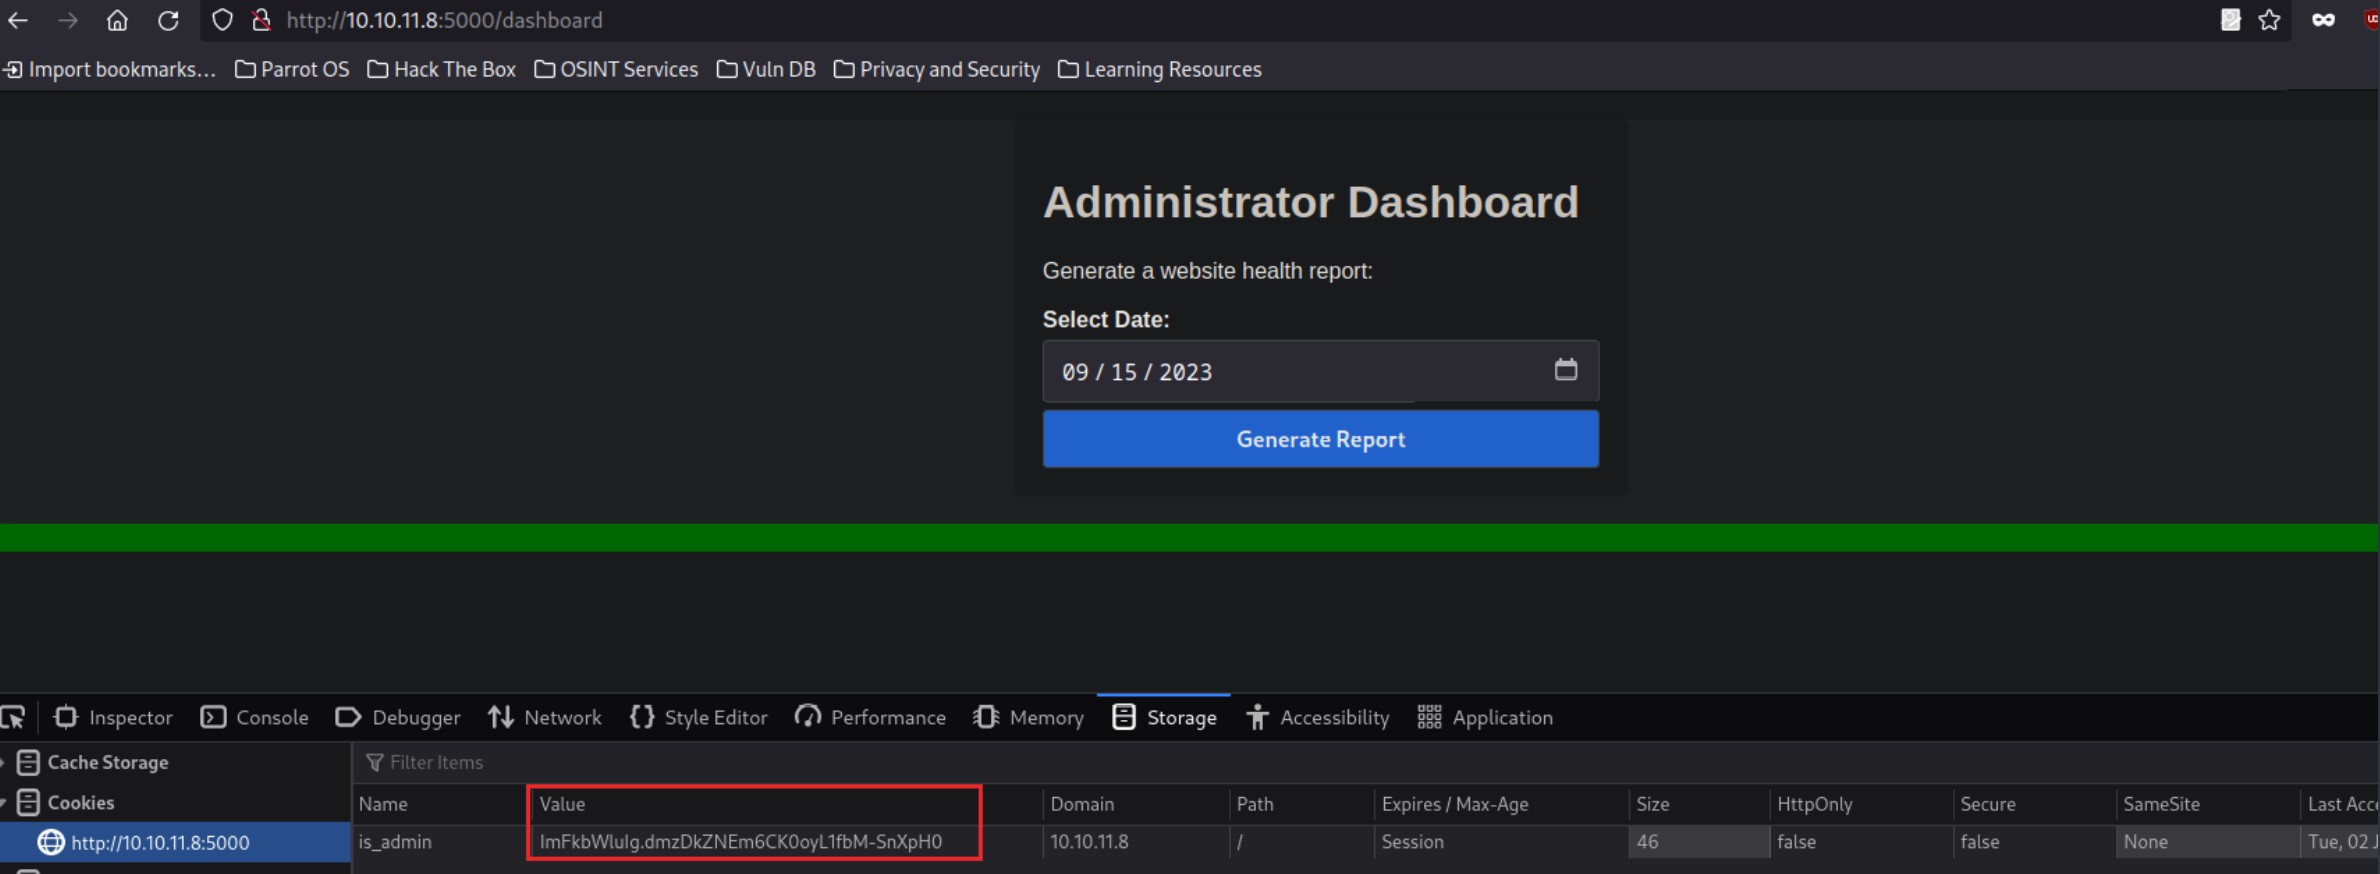 http://10.10.11.8:5000/dashboard
Import bookmarks... Parrot OS Hack The Box OSINT Services Vuln DB Privacy and Security Learning Resources
Administrator Dashboard
Generate a website health report:
Select Date:
09 / 15 / 2023
Generate Report
Inspector Console Debugger Network Style Editor Performance Memory Storage Accessibility Application
Cache Storage Filter Items
Cookies Name Value Domain Path Expires / Max-Age Size HttpOnly Secure SameSite Last Acce
http://10.10.11.8:5000 is_admin ImFkbWluIg.dmzDkZNEm6CK0oyL1fbM-SnXpH0 10.10.11.8 / Session 46 false false None Tue, 02 J